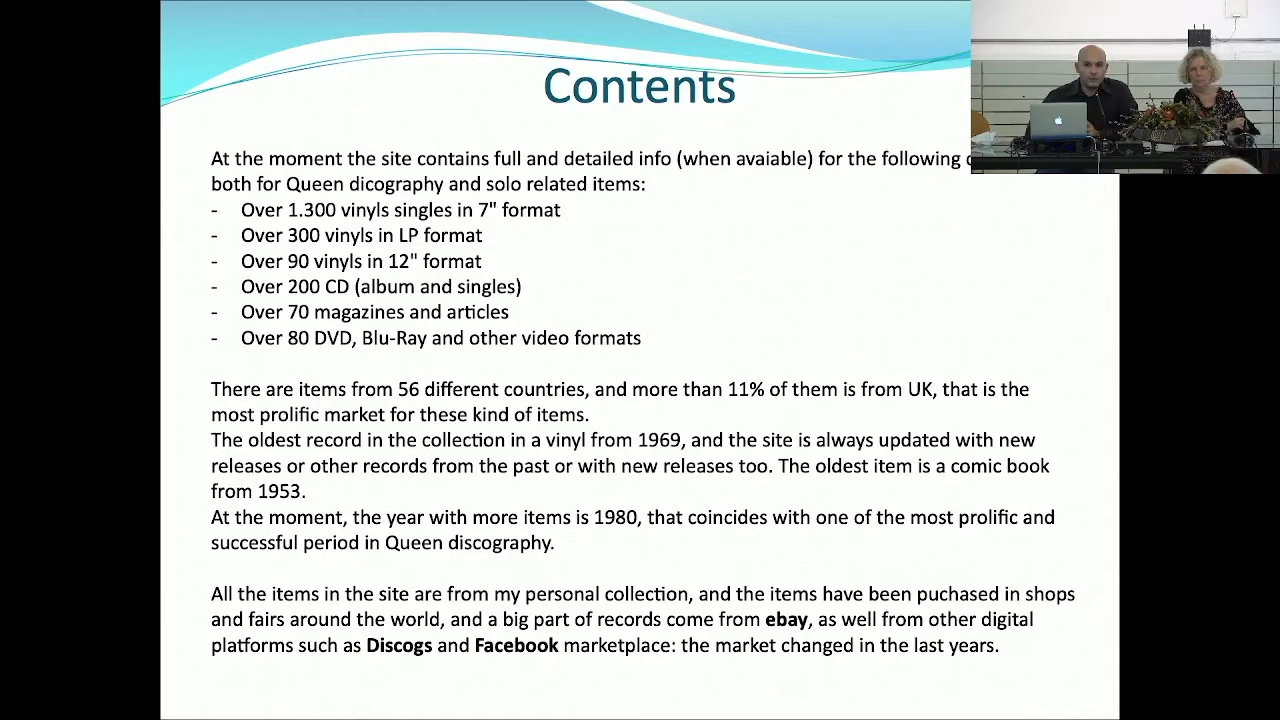 Contents
At the moment the site contains full and detailed info (when avaiable) for the following
both for Queen dicography and solo related items:
- Over 1.300 vinyls singles in 7" format
- Over 300 vinyls in LP format
- Over 90 vinyls in 12" format
- Over 200 CD (album and singles)
- Over 70 magazines and articles
- Over 80 DVD, Blu-Ray and other video formats
There are items from 56 different countries, and more than 11% of them is from UK, that is the
most prolific market for these kind of items.
The oldest record in the collection in a vinyl from 1969, and the site is always updated with new
releases or other records from the past or with new releases too. The oldest item is a comic book
from 1953.
At the moment, the year with more items is 1980, that coincides with one of the most prolific and
successful period in Queen discography.
All the items in the site are from my personal collection, and the items have been puchased in shops
and fairs around the world, and a big part of records come from ebay, as well from other digital
platforms such as Discogs and Facebook marketplace: the market changed in the last years.